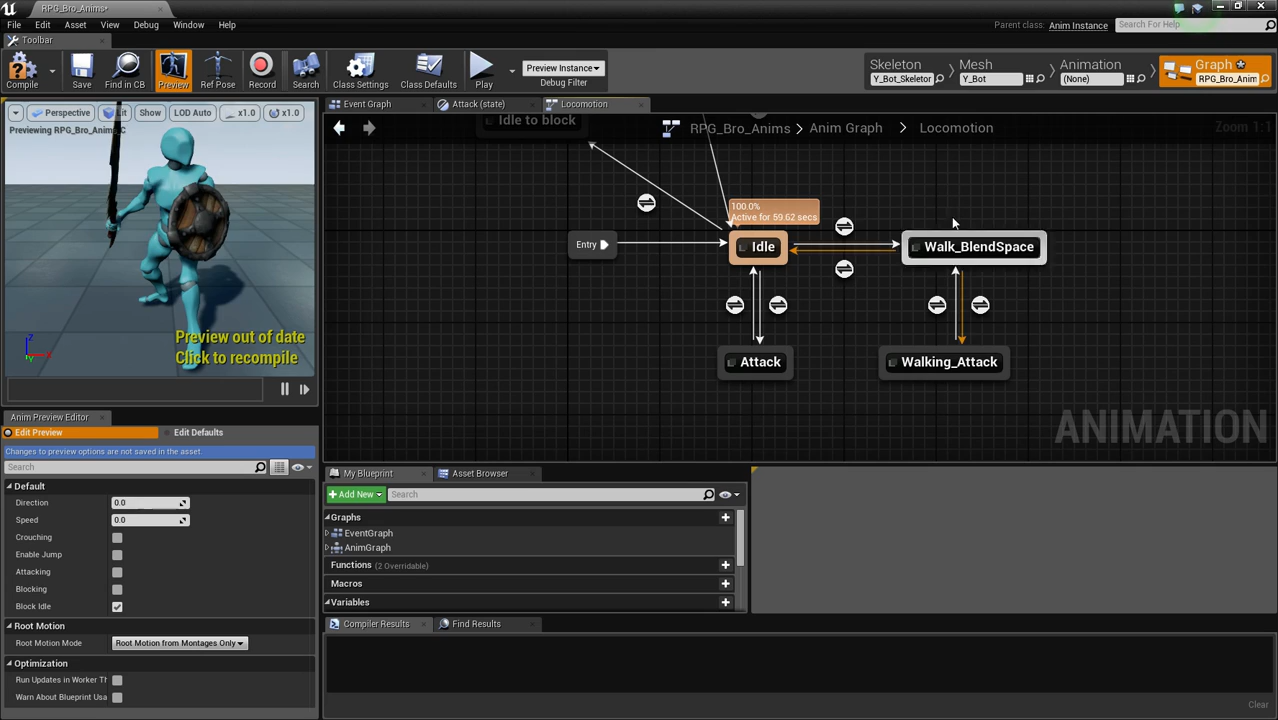 RPG_Bro_Anims*
File Edit Asset View Debug Window Help
Parent class: Anim Instance
Search For Help
Toolbar
Compile
Save
Find in CB
Preview
Ref Pose
Record
Search
Class Settings
Class Defaults
Play
Preview Instance
Debug Filter
Skeleton
Y_Bot_Skeletor
Mesh
Y_Bot
Animation
(None)
Graph
RPG_Bro_Anim
Perspective Lit Show LOD Auto x1.0 x1.0
Previewing RPG_Bro_Anims_C
Preview out of date
Click to recompile
Z
X
Y
Event Graph
Attack (state)
Locomotion
RPG_Bro_Anims > Anim Graph > Locomotion
Zoom 1:1
Idle to block
100.0%
Active for 59.62 secs
Entry
Idle
Walk_BlendSpace
Attack
Walking_Attack
ANIMATION
Anim Preview Editor
Edit Preview
Edit Defaults
Changes to preview options are not saved in the asset
Search
Default
Direction 0.0
Speed 0.0
Crouching
Enable Jump
Attacking
Blocking
Block Idle
Root Motion
Root Motion Mode Root Motion from Montages Only
Optimization
Run Updates in Worker Th
Warn About Blueprint Usa
My Blueprint
Asset Browser
+Add New
Search
Graphs
EventGraph
AnimGraph
Functions (2 Overridable)
Macros
Variables
Compiler Results
Find Results
Clear